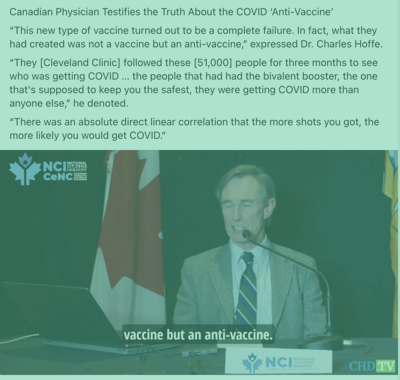 Canadian Physician Testifies the Truth About the COVID 'Anti-Vaccine'
"This new type of vaccine turned out to be a complete failure. In fact, what they
had created was not a vaccine but an anti-vaccine," expressed Dr. Charles Hoffe.
"They [Cleveland Clinic] followed these [51,000] people for three months to see
who was getting COVID ... the people that had had the bivalent booster, the one
that's supposed to keep you the safest, they were getting COVID more than
anyone else," he denoted.
"There was an absolute direct linear correlation that the more shots you got, the
more likely you would get COVID."
NCI
CeNC
vaccine but an anti-vaccine.
NCI
CHD TV